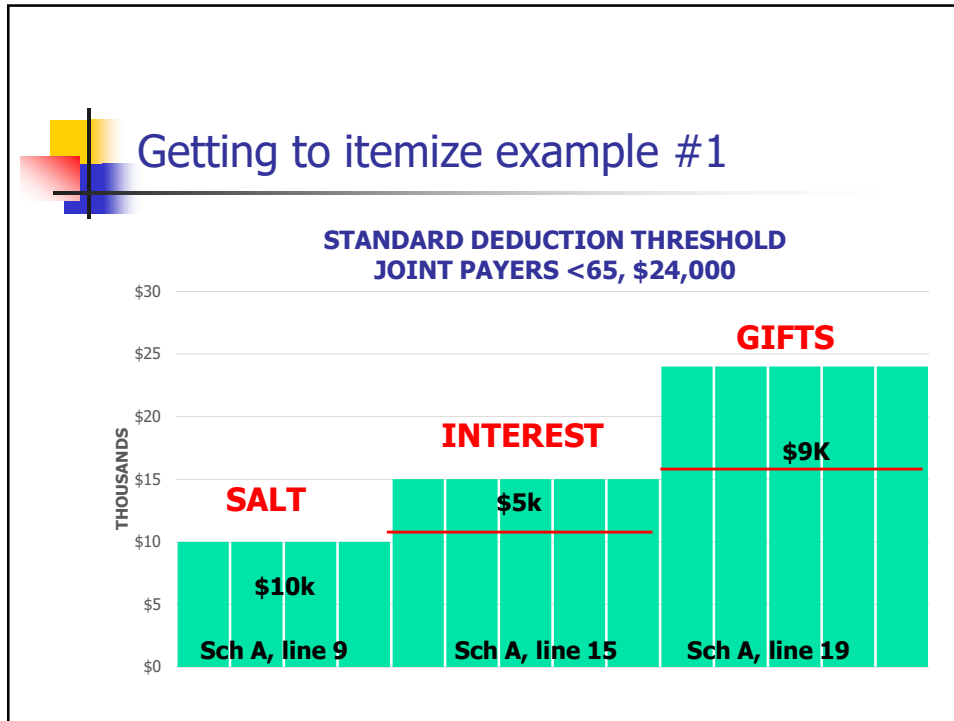 Getting to itemize example #1
STANDARD DEDUCTION THRESHOLD
JOINT PAYERS <65, $24,000
THOUSANDS
$30
$25
$20
$15
$10
$5
$0
SALT
$10k
Sch A, line 9
INTEREST
$5k
Sch A, line 15
GIFTS
$9K
Sch A, line 19